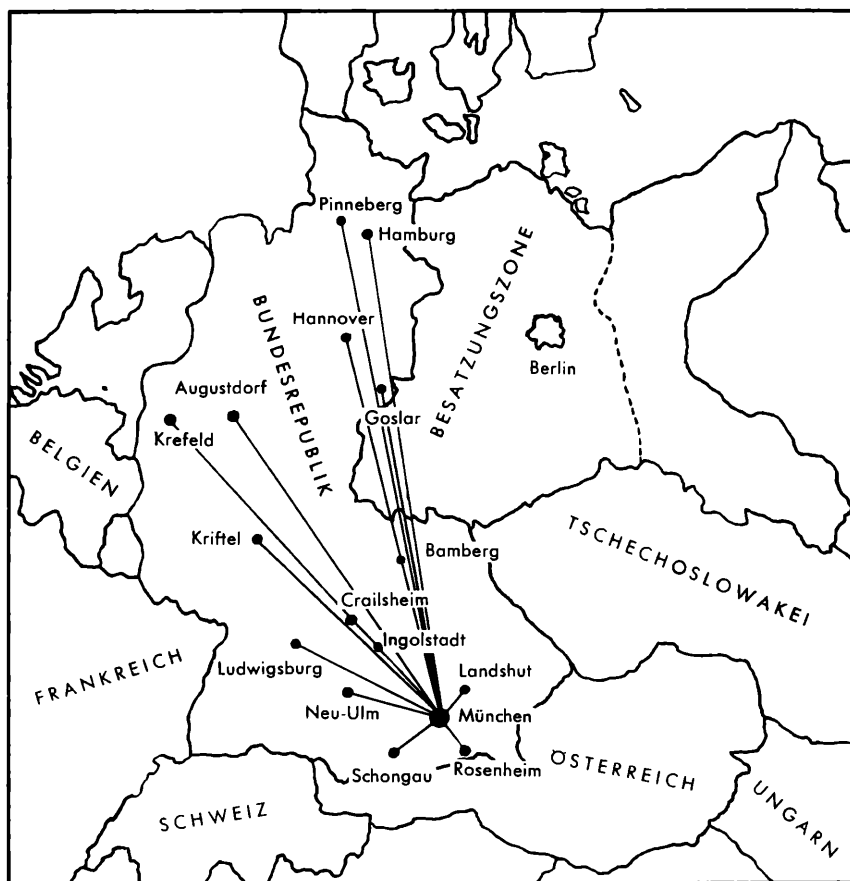 Pinneberg
Hamburg
Hannover
BUNDESREPUBLIK
BESATZUNGSZONE
Berlin
Augustdorf
Goslar
Krefeld
BELGIEN
Kriftel
Bamberg
TSCHECHOSLOWAKEI
Crailsheim
Ingolstadt
Ludwigsburg
Landshut
FRANKREICH
Neu-Ulm
München
Schongau
Rosenheim
ÖSTERREICH
SCHWEIZ
UNGARN